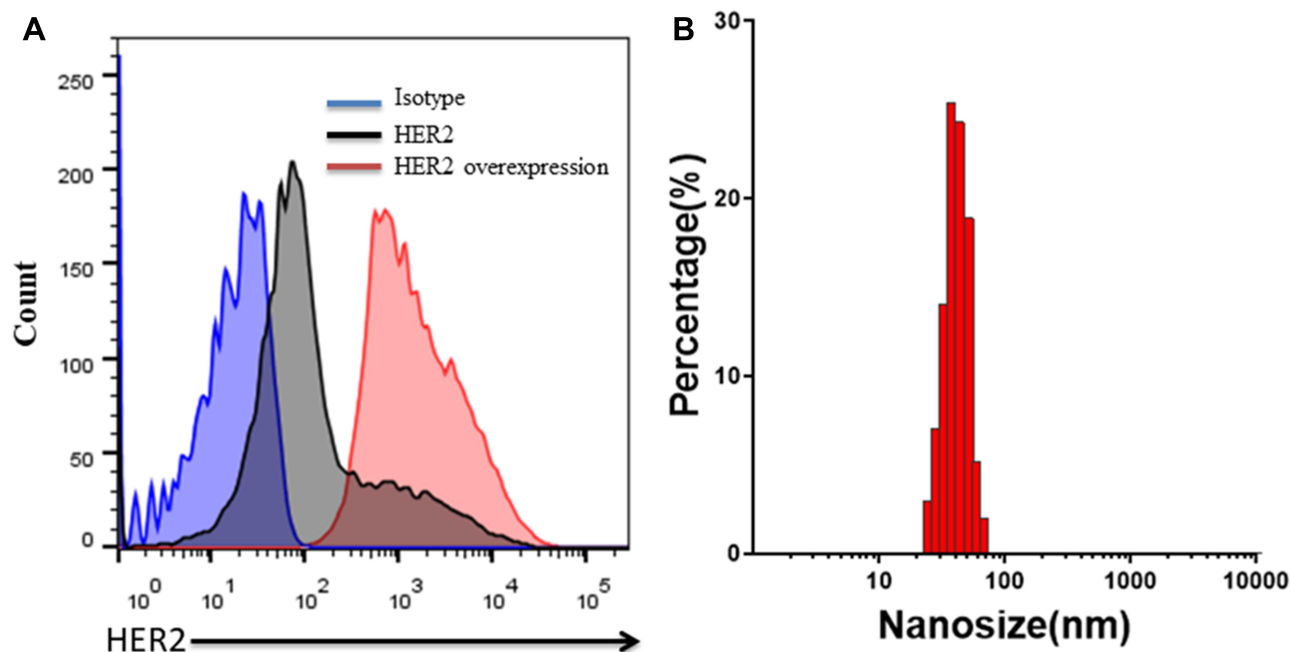 A
250
200
150
100
50
0
Count
Isotype
HER2
HER2 overexpression
10^0 10^1 10^2 10^3 10^4 10^5
HER2
B
30
20
10
0
Percentage(%)
10 100 1000 10000
Nanosize(nm)